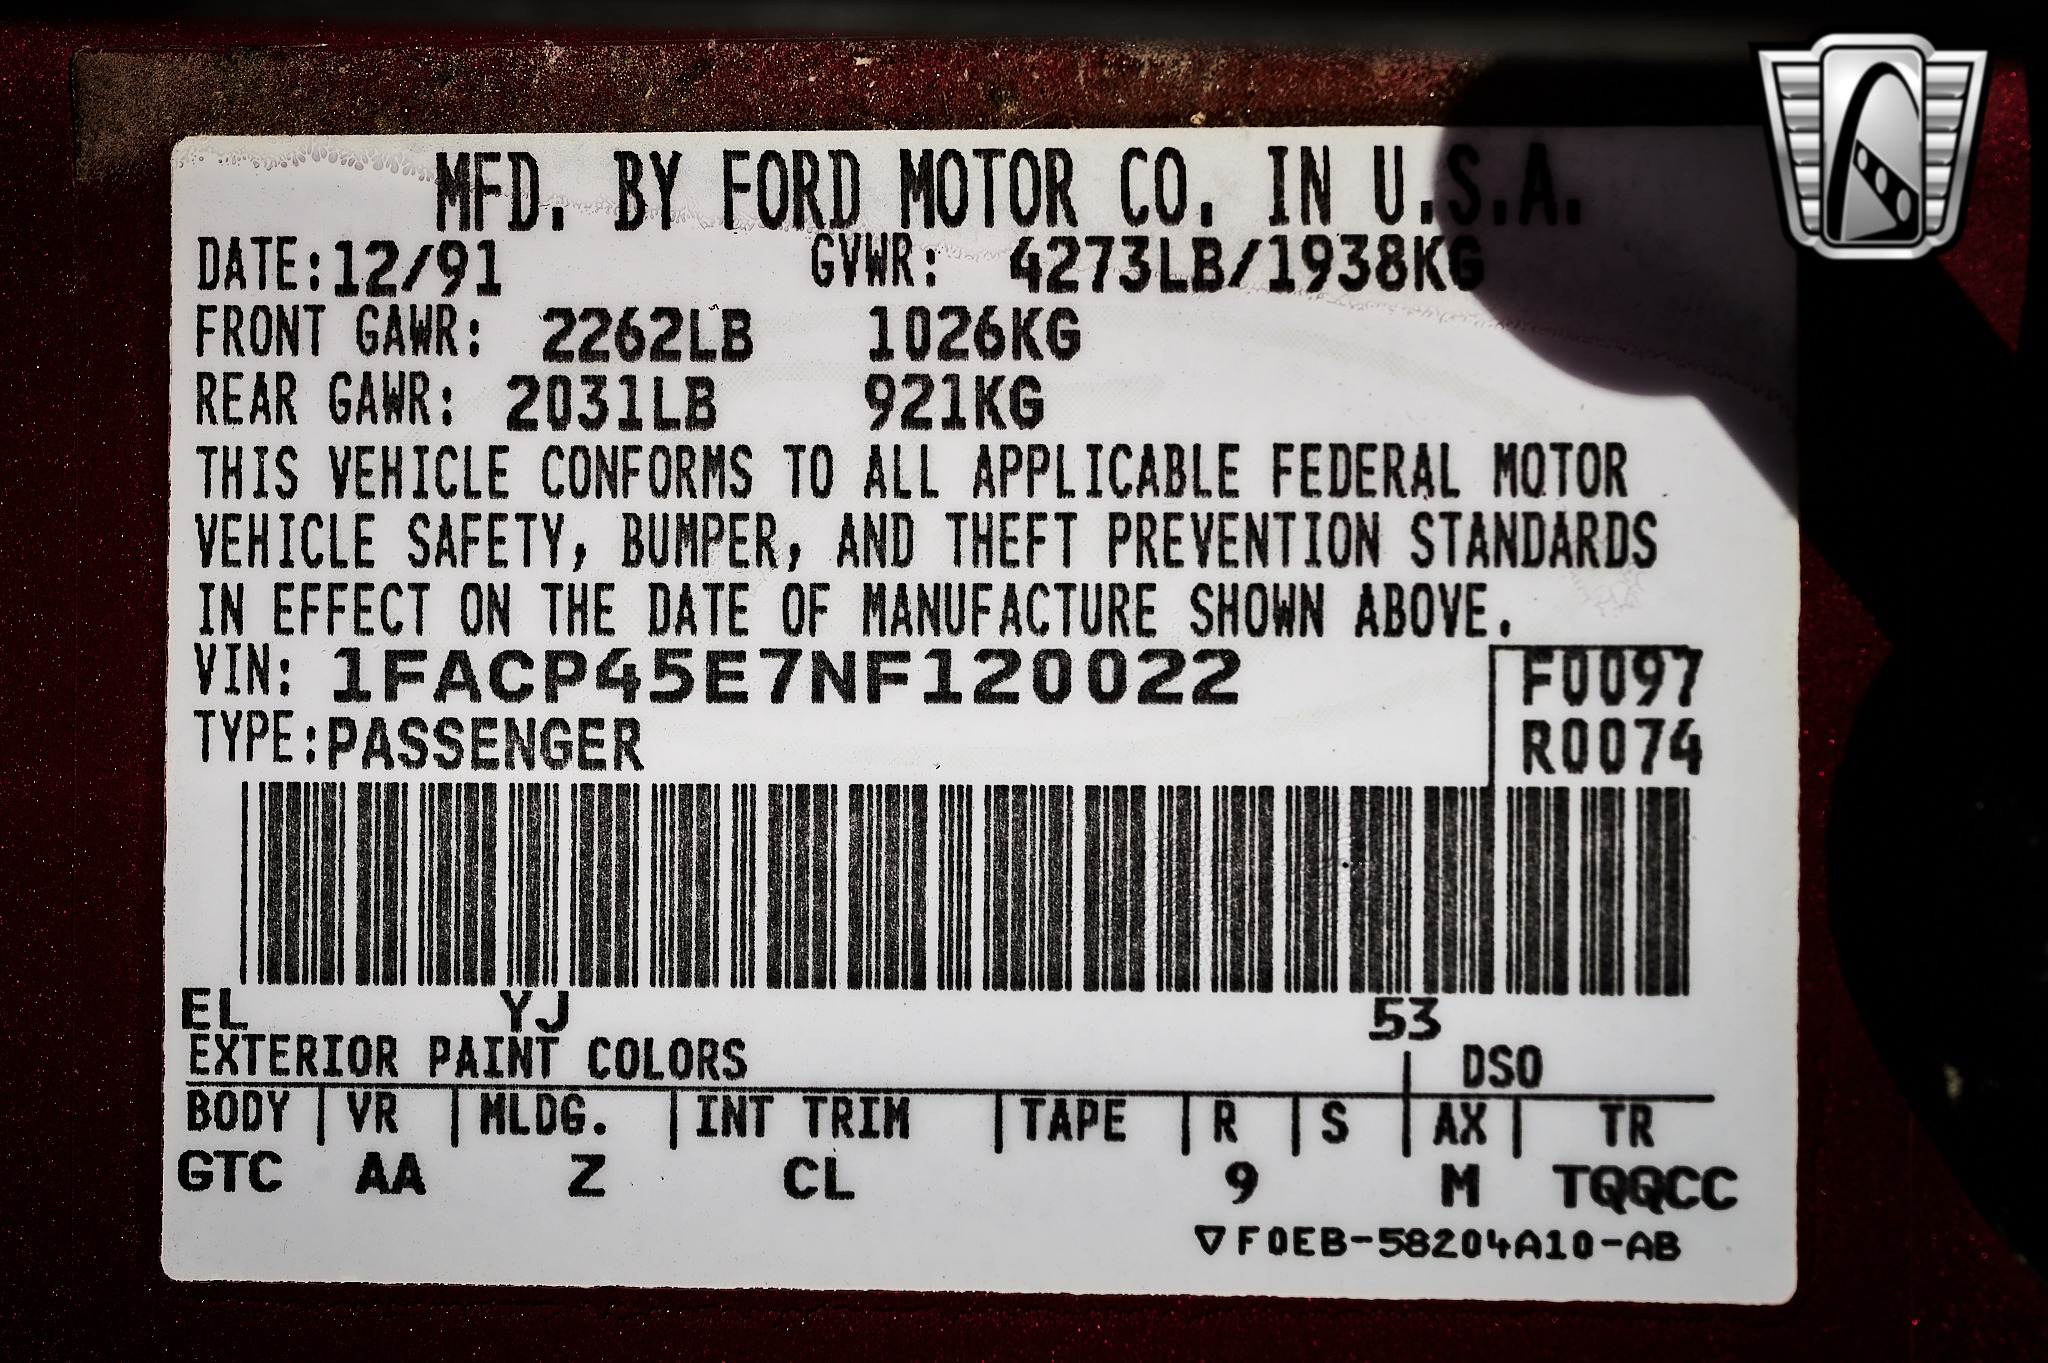 MFD. BY FORD MOTOR CO. IN U.S.A.
DATE:12/91 GVWR: 4273LB/1938KG
FRONT GAWR: 2262LB 1026KG
REAR GAWR: 2031LB 921KG
THIS VEHICLE CONFORMS TO ALL APPLICABLE FEDERAL MOTOR
VEHICLE SAFETY, BUMPER, AND THEFT PREVENTION STANDARDS
IN EFFECT ON THE DATE OF MANUFACTURE SHOWN ABOVE.
VIN: 1FACP45E7NF120022 F0097
TYPE:PASSENGER R0074
EL YJ 53
EXTERIOR PAINT COLORS DSO
BODY VR MLDG. INT TRIM TAPE R S AX TR
GTC AA Z CL 9 M TQQCC
▽F0EB-58204A10-AB